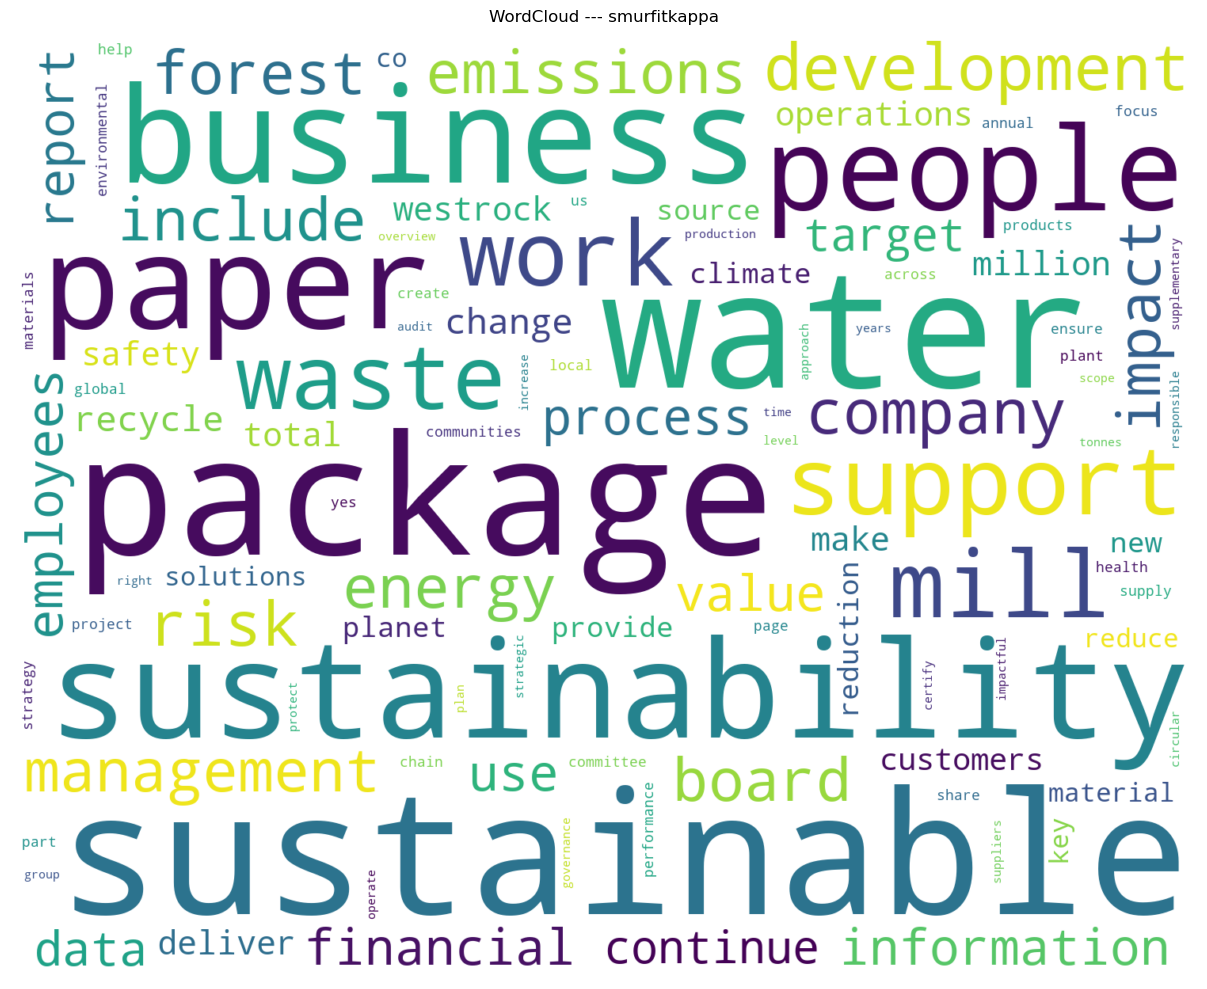 WordCloud --- smurfitkappa
help
co
forest
emissions
development
report
environmental
business
operations
annual
focus
people
include
westrock
us
source
overview
work
production
target
products
million
impact
supplementary
materials
paper
create
climate
across
audit
change
water
approach
years
ensure
plant
scope
safety
global
waste
increase
local
recycle
total
communities
process
time
level
company
tonnes
responsible
employees
package
yes
support
make
new
right
solutions
energy
value
reduction
mill
health
supply
project
risk
planet
provide
page
reduce
strategy
sustainability
protect
plan
strategic
certify
impactful
circular
management
chain
use
committee
board
customers
share
material
part
group
sustainable
operate
governance
performance
suppliers
key
data
deliver
financial
continue
information